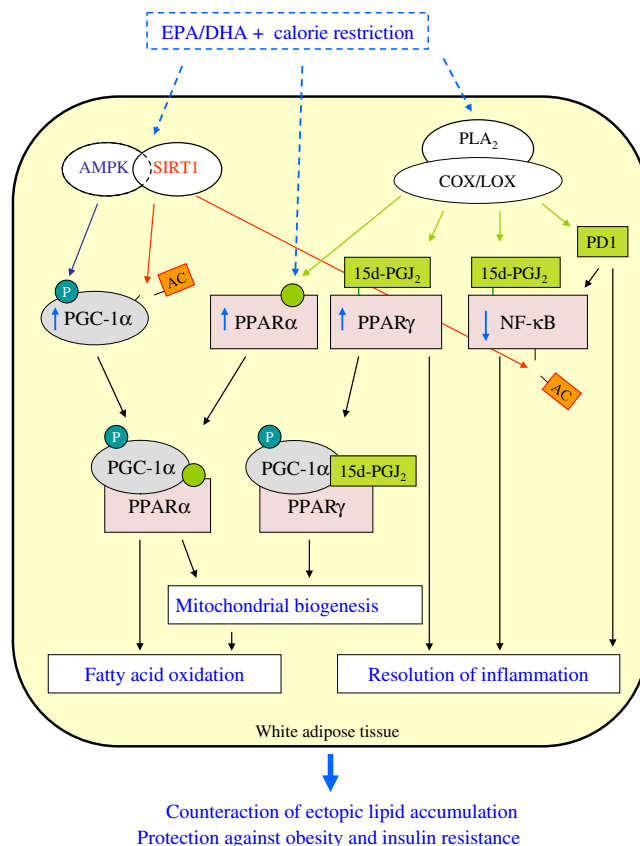 EPA/DHA + calorie restriction
PLA₂
AMPK SIRT1
COX/LOX
PD1
AC
15d-PGJ₂ 15d-PGJ₂
P
PGC-1α PPARα PPARγ NF-κB
AC
P P
PGC-1α PGC-1α 15d-PGJ₂
PPARα PPARγ
Mitochondrial biogenesis
Fatty acid oxidation Resolution of inflammation
White adipose tissue
Counteraction of ectopic lipid accumulation
Protection against obesity and insulin resistance